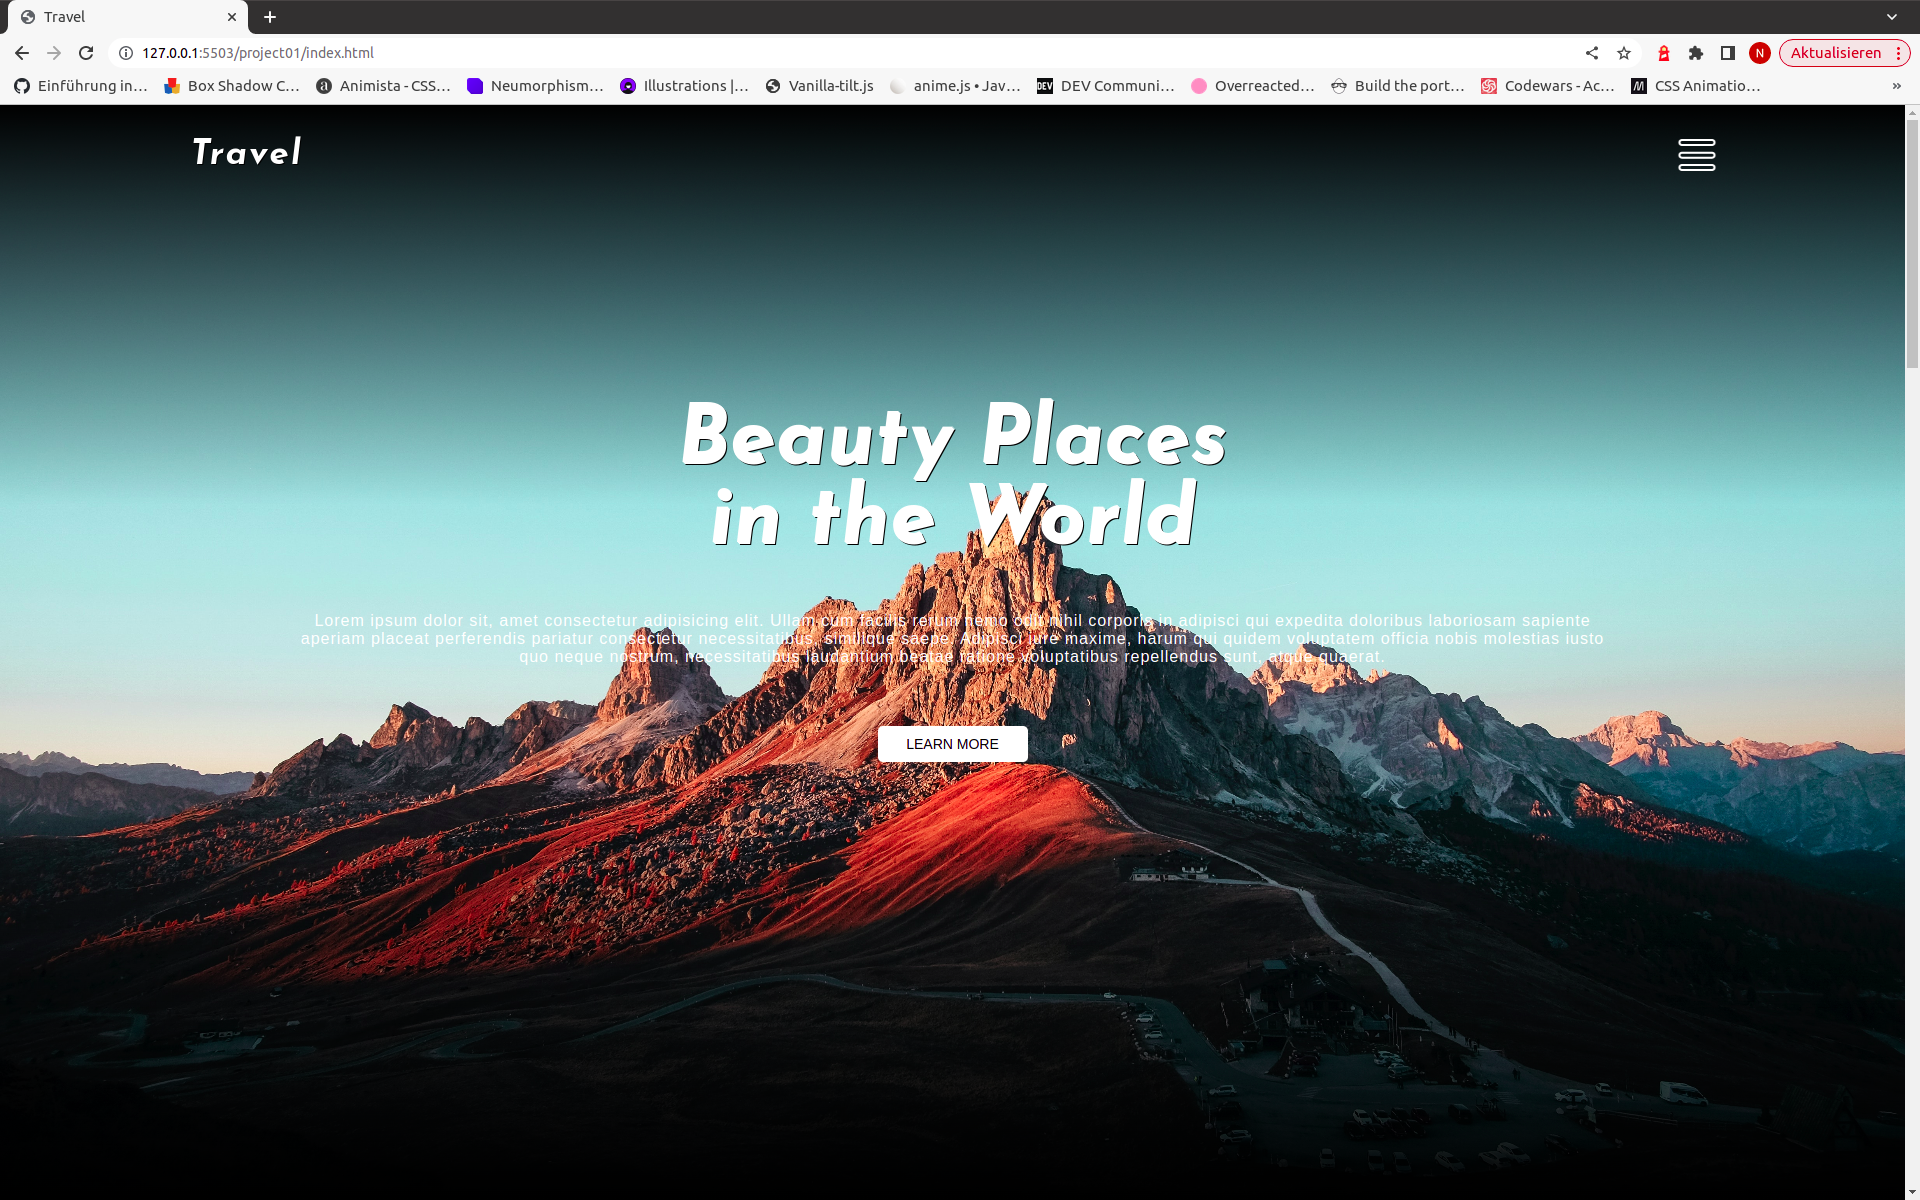 Travel
127.0.0.1:5503/project01/index.html
N
Aktualisieren
Einführung in…
Box Shadow C…
a
Animista - CSS…
Neumorphism…
Illustrations |…
Vanilla-tilt.js
anime.js • Jav…
DEV
DEV Communi…
Overreacted…
Build the port…
Codewars - Ac…
M
CSS Animatio…
»
Travel
Beauty Places
in the World
Lorem ipsum dolor sit, amet consectetur adipisicing elit. Ullam cum facilis rerum nemo odit nihil corporis in adipisci qui expedita doloribus laboriosam sapiente
aperiam placeat perferendis pariatur consectetur necessitatibus, similique saepe. Adipisci iure maxime, harum qui quidem voluptatem officia nobis molestias iusto
quo neque nostrum, necessitatibus laudantium beatae ratione voluptatibus repellendus sunt, atque quaerat.
LEARN MORE